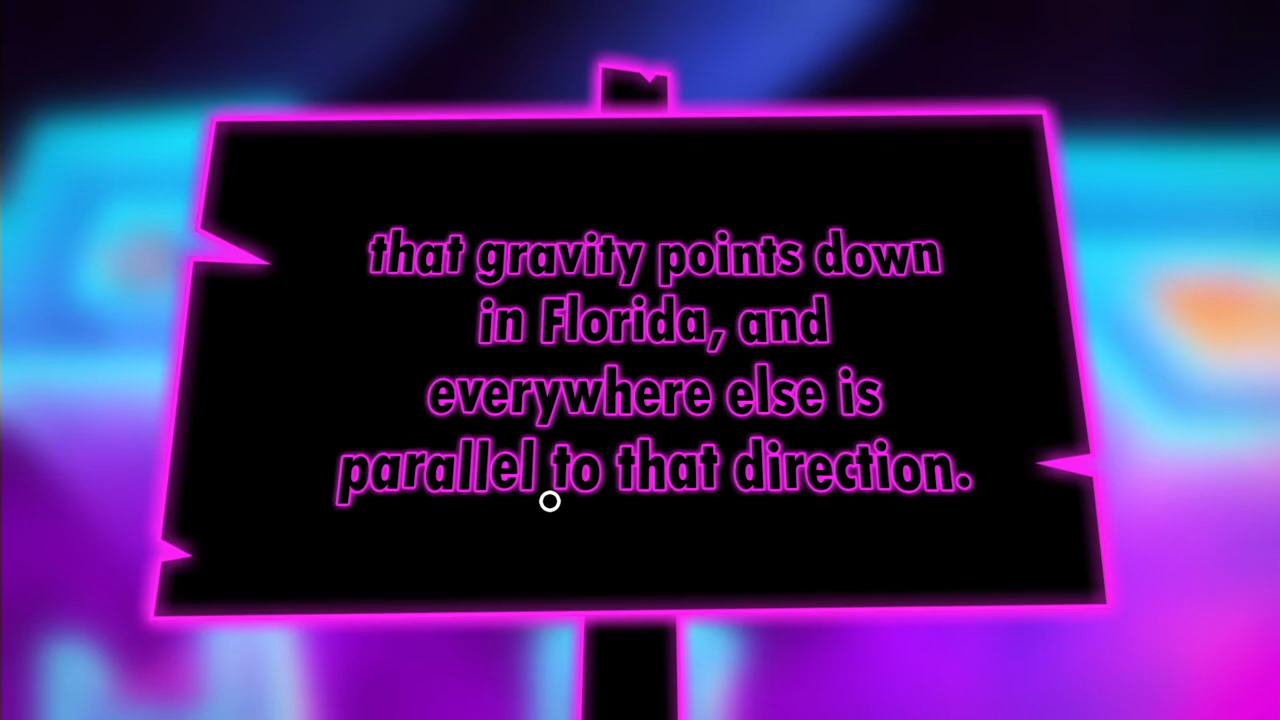 that gravity points down
in Florida, and
everywhere else is
parallel to that direction.